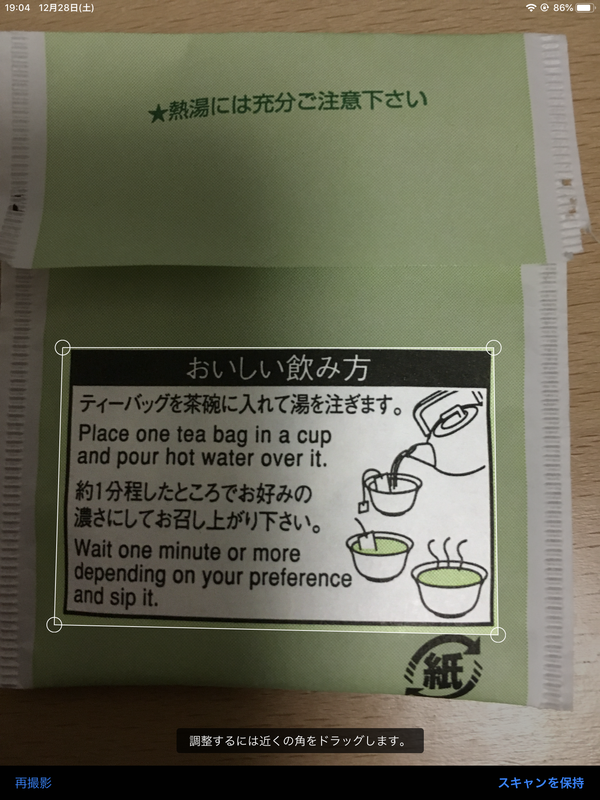 19:04 12月28日(土) 86%
★熱湯には充分ご注意下さい
おいしい飲み方
ティーバッグを茶碗に入れて湯を注ぎます。
Place one tea bag in a cup
and pour hot water over it.
約1分程したところでお好みの
濃さにしてお召し上がり下さい。
Wait one minute or more
depending on your preference
and sip it.
紙
調整するには近くの角をドラッグします。
再撮影 スキャンを保持